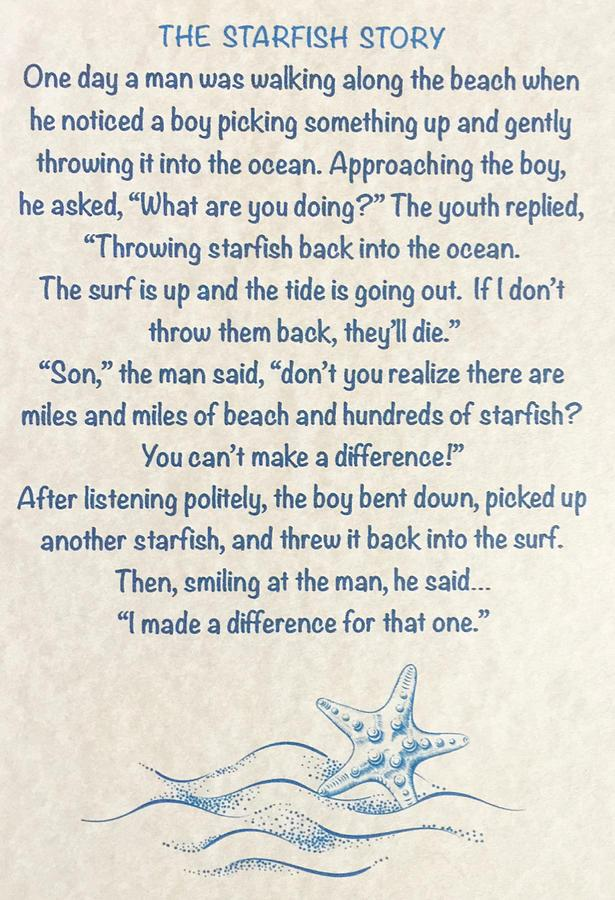 THE STARFISH STORY
One day a man was walking along the beach when
he noticed a boy picking something up and gently
throwing it into the ocean. Approaching the boy,
he asked, “What are you doing?” The youth replied,
“Throwing starfish back into the ocean.
The surf is up and the tide is going out. If I don’t
throw them back, they’ll die.”
“Son,” the man said, “don’t you realize there are
miles and miles of beach and hundreds of starfish?
You can’t make a difference!”
After listening politely, the boy bent down, picked up
another starfish, and threw it back into the surf.
Then, smiling at the man, he said...
“I made a difference for that one.”